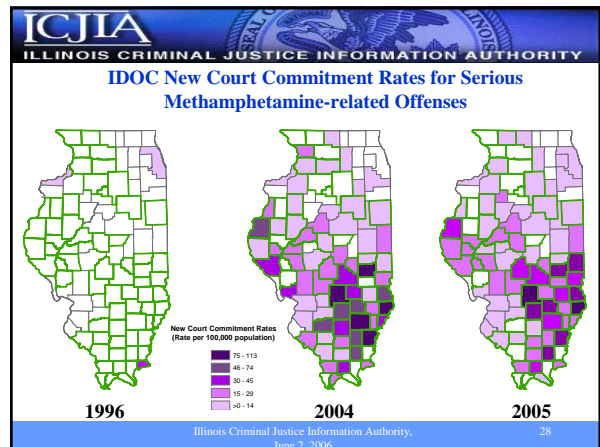 ICJIA
ILLINOIS CRIMINAL JUSTICE INFORMATION AUTHORITY
IDOC New Court Commitment Rates for Serious
Methamphetamine-related Offenses
New Court Commitment Rates
(Rate per 100,000 population)
75 - 113
46 - 74
30 - 45
15 - 29
>0 - 14
1996
2004
2005
Illinois Criminal Justice Information Authority,
June 2, 2006
28